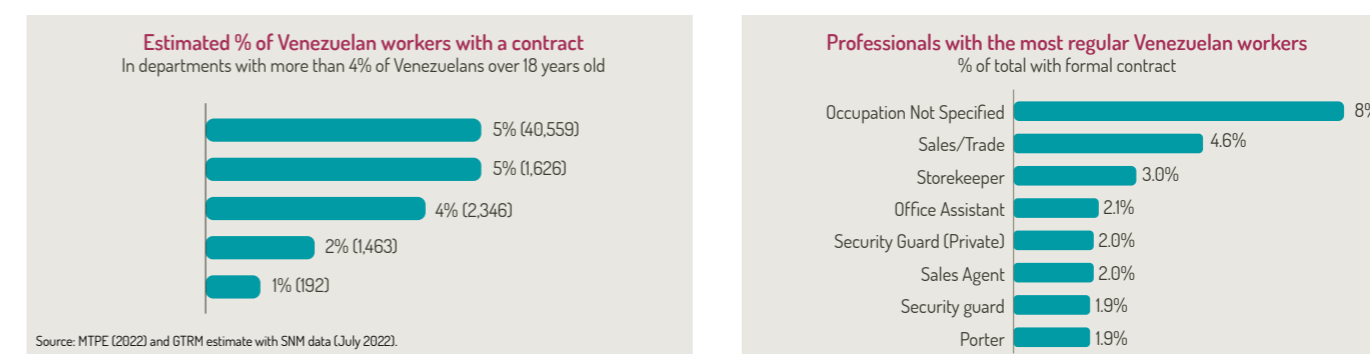 Estimated % of Venezuelan workers with a contract
In departments with more than 4% of Venezuelans over 18 years old
5% (40,559)
5% (1,626)
4% (2,346)
2% (1,463)
1% (192)
Source: MTPE (2022) and GTRM estimate with SNM data (July 2022).
Professionals with the most regular Venezuelan workers
% of total with formal contract
Occupation Not Specified 8%
Sales/Trade 4.6%
Storekeeper 3.0%
Office Assistant 2.1%
Security Guard (Private) 2.0%
Sales Agent 2.0%
Security guard 1.9%
Porter 1.9%